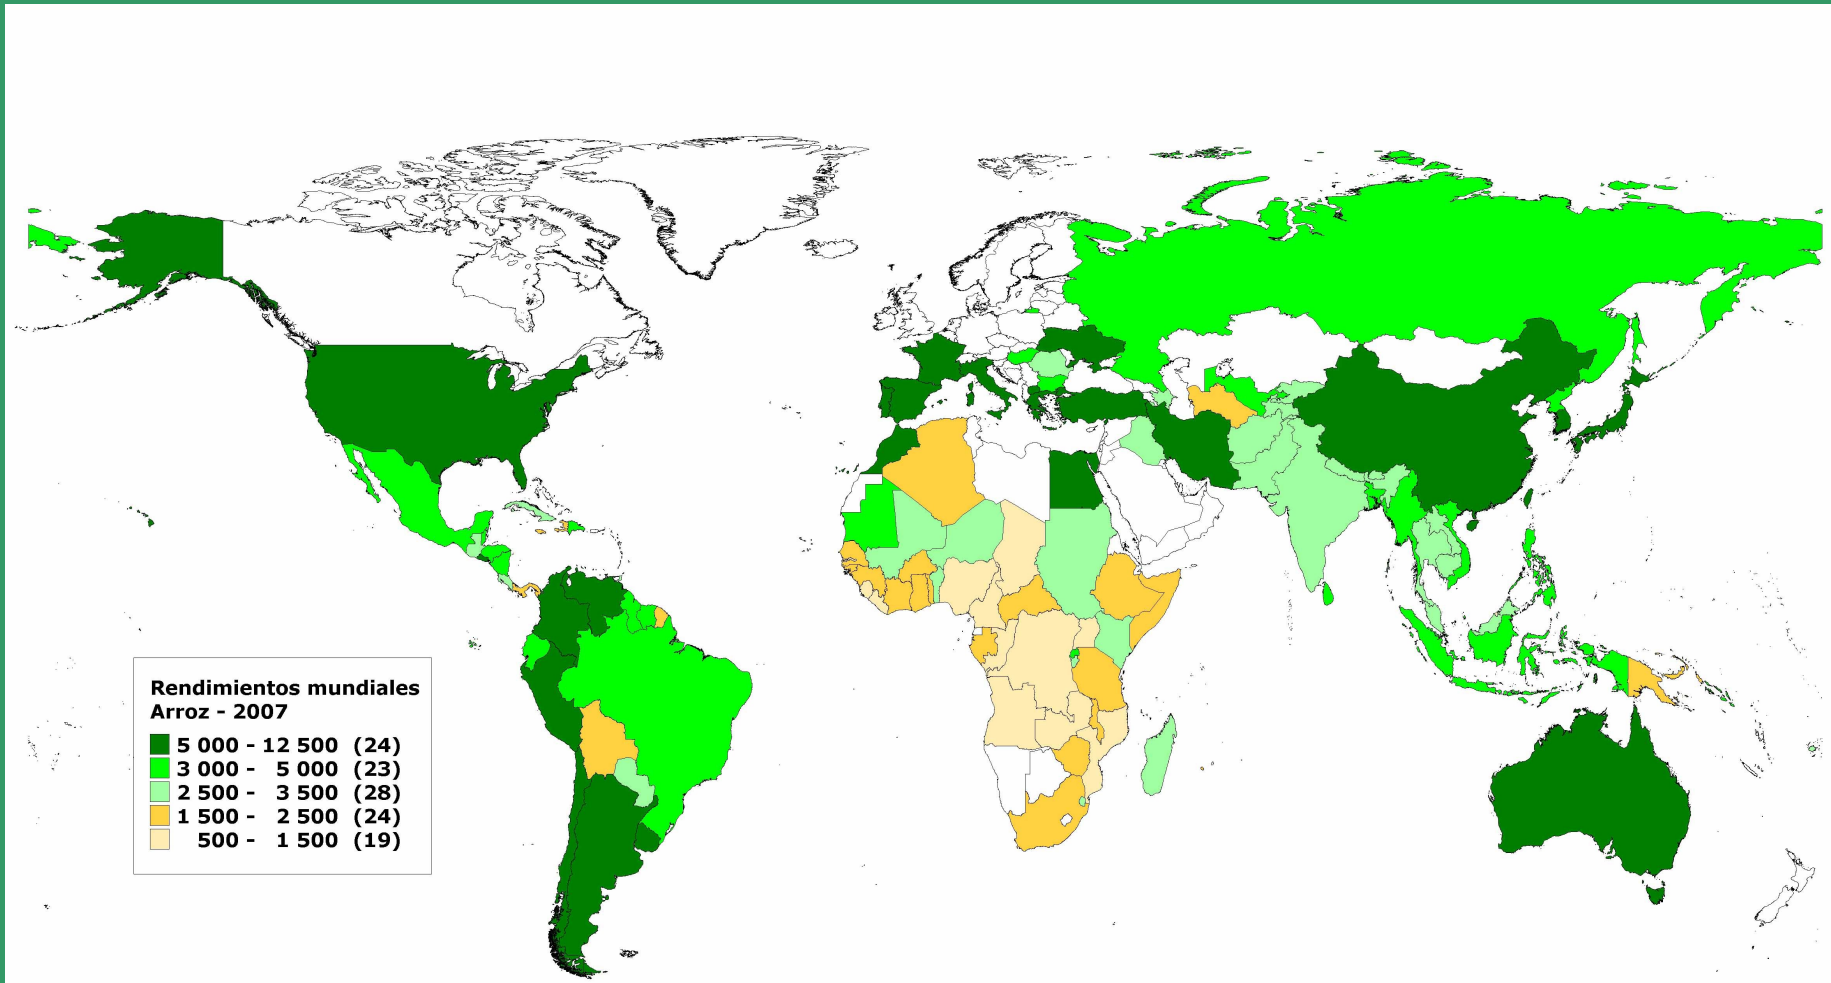 Rendimientos mundiales
Arroz - 2007
5 000 - 12 500 (24)
3 000 - 5 000 (23)
2 500 - 3 500 (28)
1 500 - 2 500 (24)
500 - 1 500 (19)